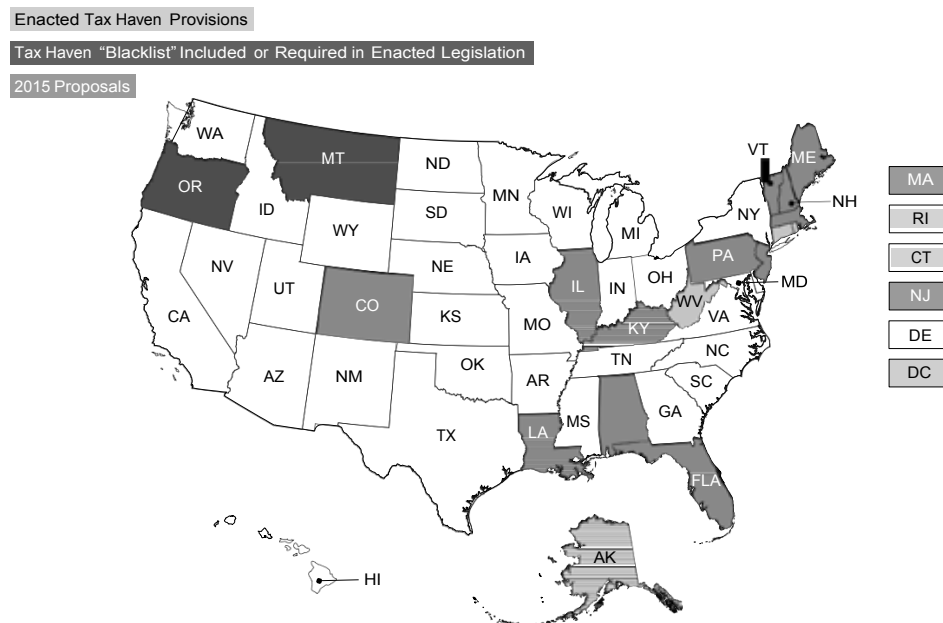 Enacted Tax Haven Provisions
Tax Haven “Blacklist” Included or Required in Enacted Legislation
2015 Proposals
WA
MT
ND
MN
VT
ME
MA
OR
ID
SD
WI
MI
NY
NH
RI
WY
IA
PA
CT
NV
NE
IL
IN
OH
MD
NJ
UT
CO
WV
CA
KS
MO
KY
VA
DE
AZ
NM
OK
AR
TN
NC
DC
SC
TX
LA
MS
GA
FLA
AK
HI